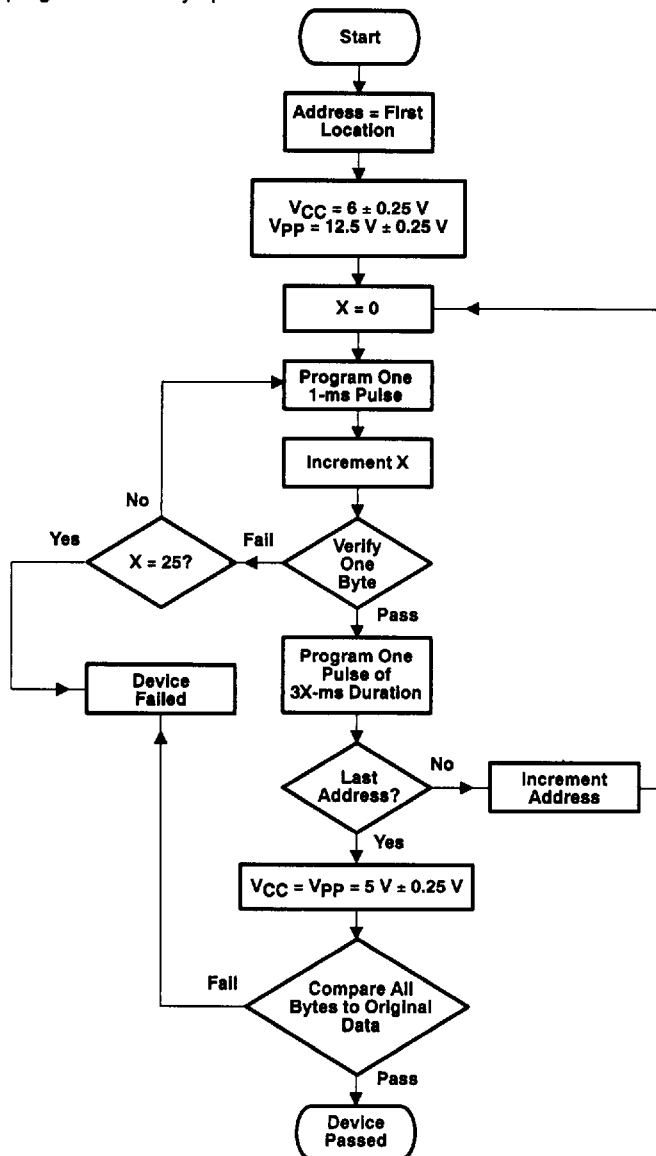 Start
Address = First
Location
VCC = 6 ± 0.25 V
VPP = 12.5 V ± 0.25 V
X = 0
Program One
1-ms Pulse
Increment X
No
Yes
X = 25?
Fail
Verify
One
Byte
Pass
Program One
Pulse of
3X-ms Duration
Device
Failed
Last
Address?
No
Increment
Address
Yes
VCC = VPP = 5 V ± 0.25 V
Fail
Compare All
Bytes to Original
Data
Pass
Device
Passed